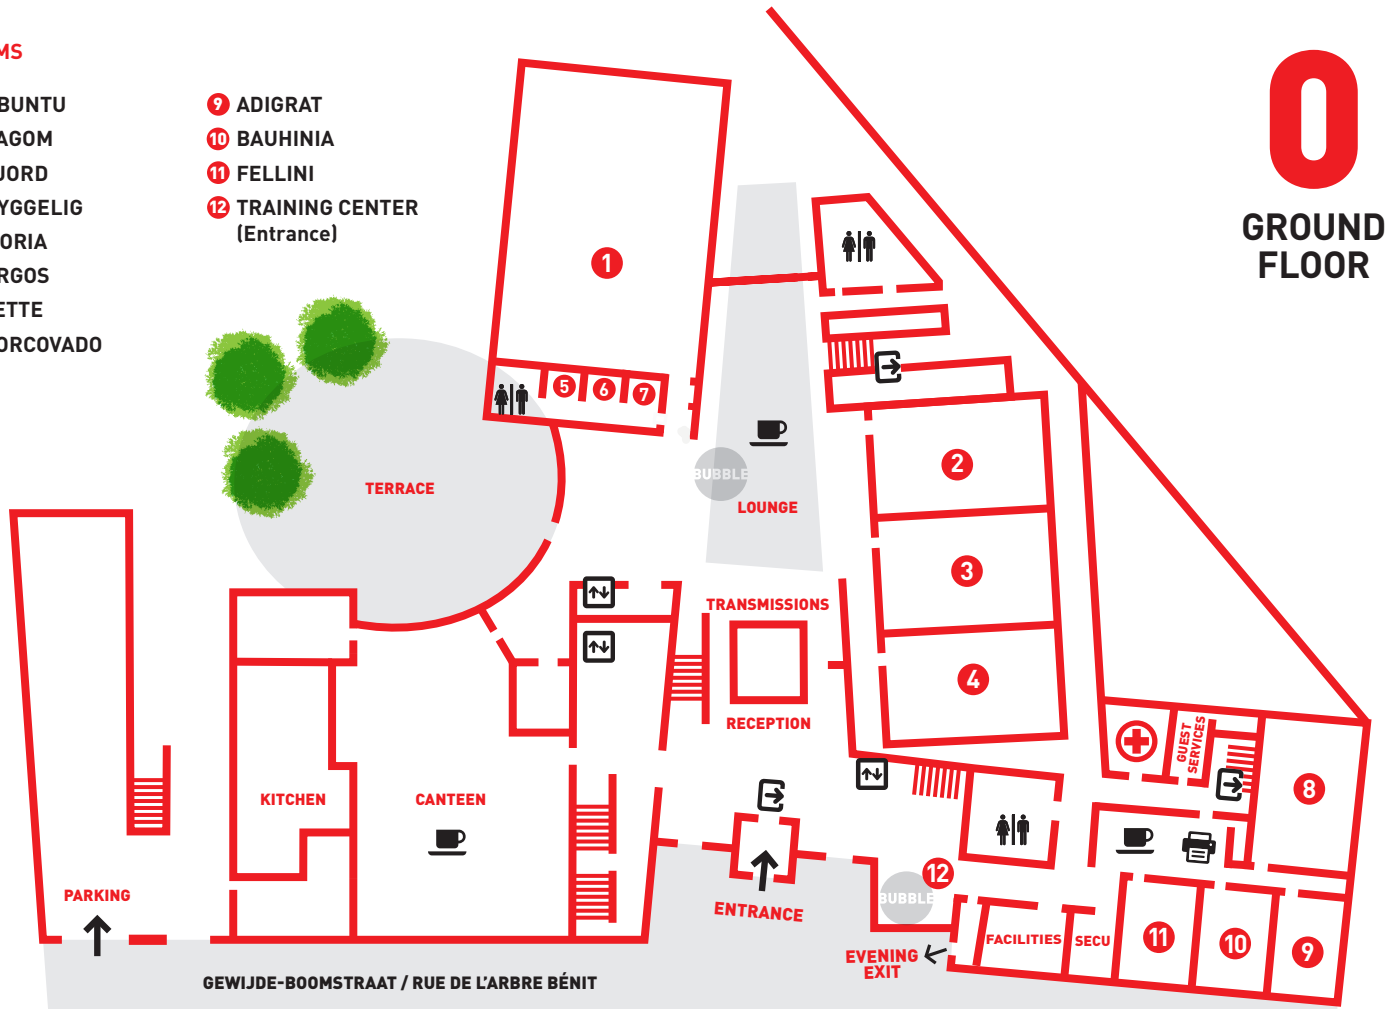 MS
BUNTU
AGOM
JORD
YGGELIG
ORIA
RGOS
ETTE
ORCOVADO
9 ADIGRAT
10 BAUHINIA
11 FELLINI
12 TRAINING CENTER
(Entrance)
0
GROUND
FLOOR
1
5
6
7
2
BUBBLE
TERRACE
LOUNGE
3
TRANSMISSIONS
4
RECEPTION
GUEST
SERVICES
8
KITCHEN
CANTEEN
12
BUBBLE
PARKING
ENTRANCE
FACILITIES
SECU
11
10
9
EVENING
EXIT
GEWIJDE-BOOMSTRAAT / RUE DE L'ARBRE BÉNIT